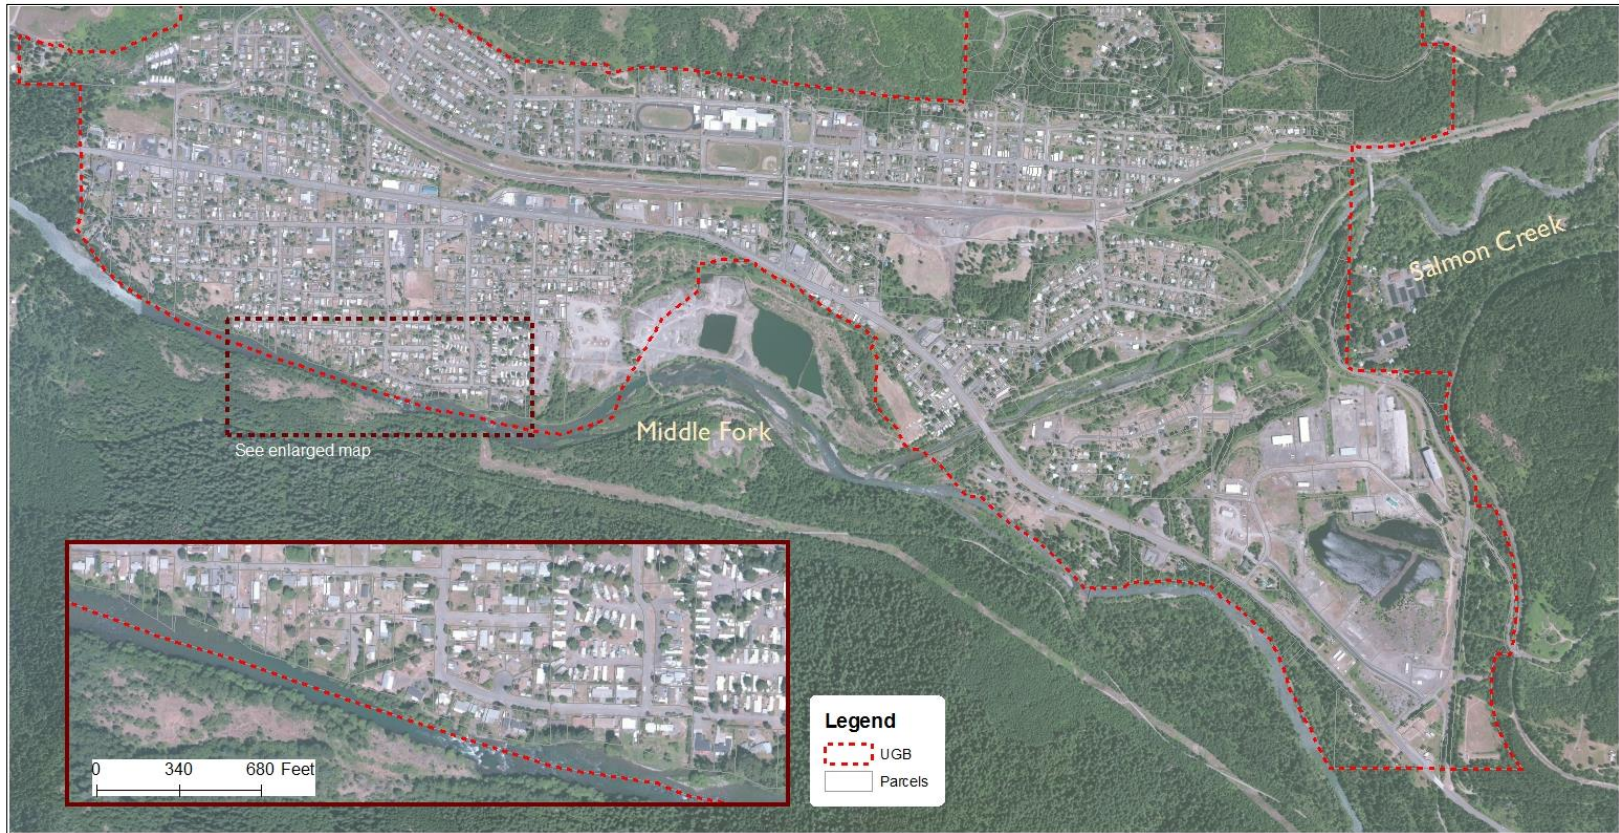 Salmon Creek
Middle Fork
See enlarged map
0 340 680 Feet
Legend
UGB
Parcels